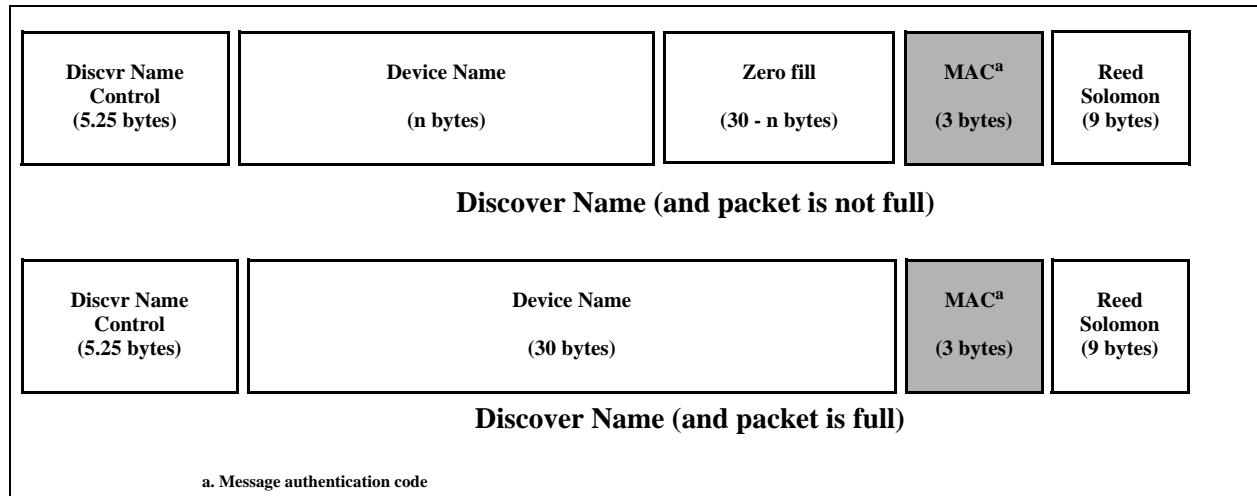 Discvr Name
Control
(5.25 bytes)
Device Name
(n bytes)
Zero fill
(30 - n bytes)
MACa
(3 bytes)
Reed
Solomon
(9 bytes)
Discover Name (and packet is not full)
Discvr Name
Control
(5.25 bytes)
Device Name
(30 bytes)
MACa
(3 bytes)
Reed
Solomon
(9 bytes)
Discover Name (and packet is full)
a. Message authentication code